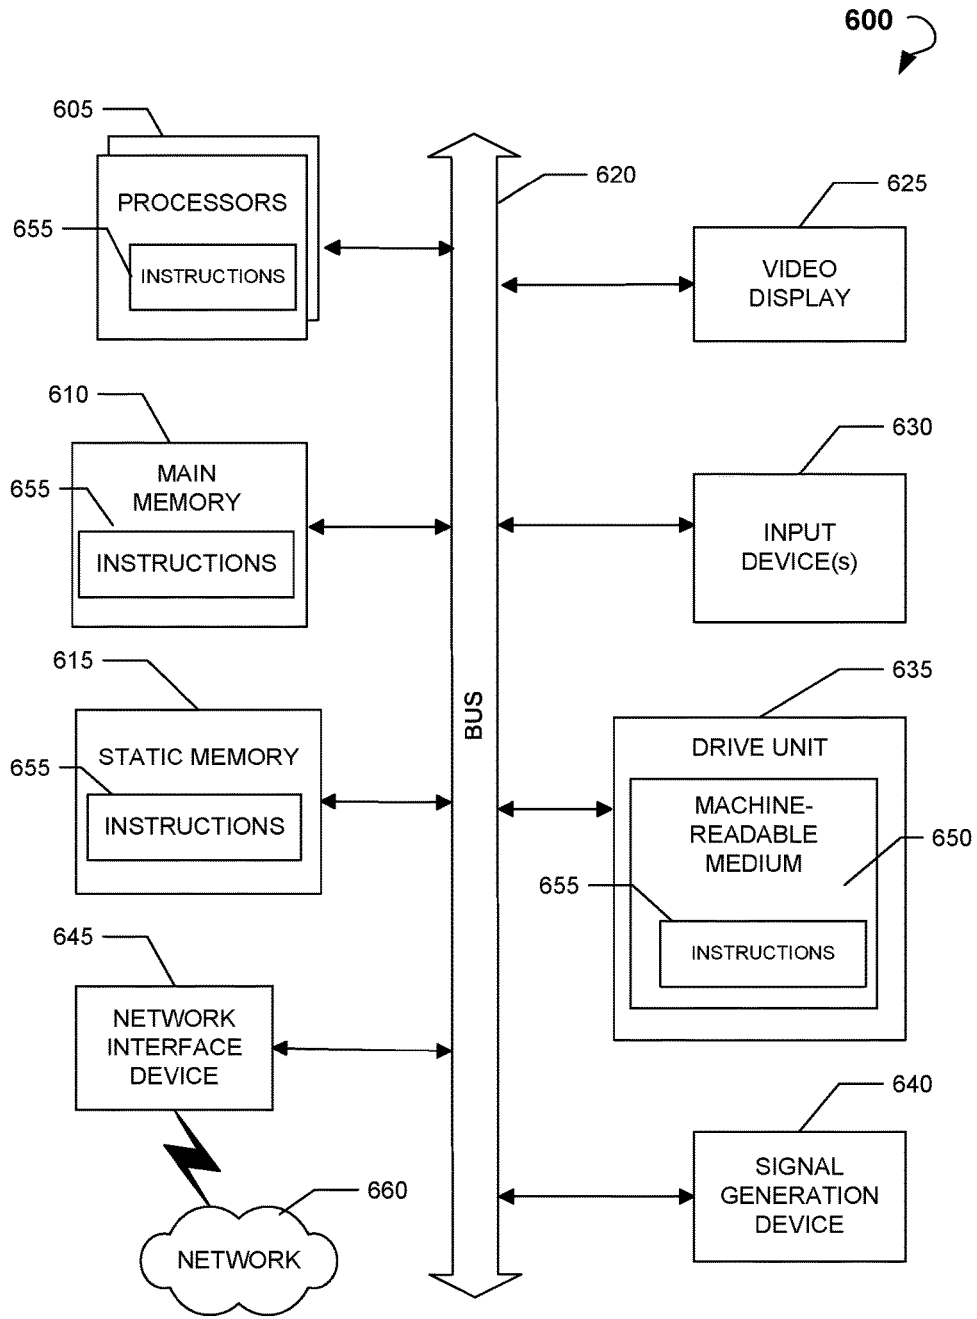 600
605
PROCESSORS
655
INSTRUCTIONS
620
625
VIDEO
DISPLAY
610
MAIN
MEMORY
655
INSTRUCTIONS
630
INPUT
DEVICE(s)
615
STATIC MEMORY
655
INSTRUCTIONS
BUS
635
DRIVE UNIT
MACHINE-
READABLE
MEDIUM
650
655
INSTRUCTIONS
645
NETWORK
INTERFACE
DEVICE
640
SIGNAL
GENERATION
DEVICE
660
NETWORK